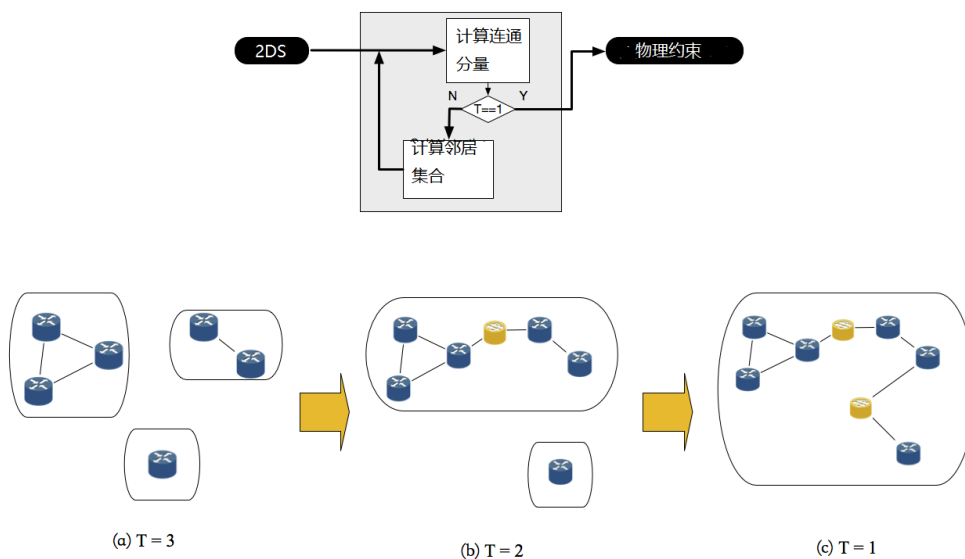 2DS
计算连通
分量
物理约束
N
T==1
Y
计算邻居
集合
(a) T = 3
(b) T = 2
(c) T = 1